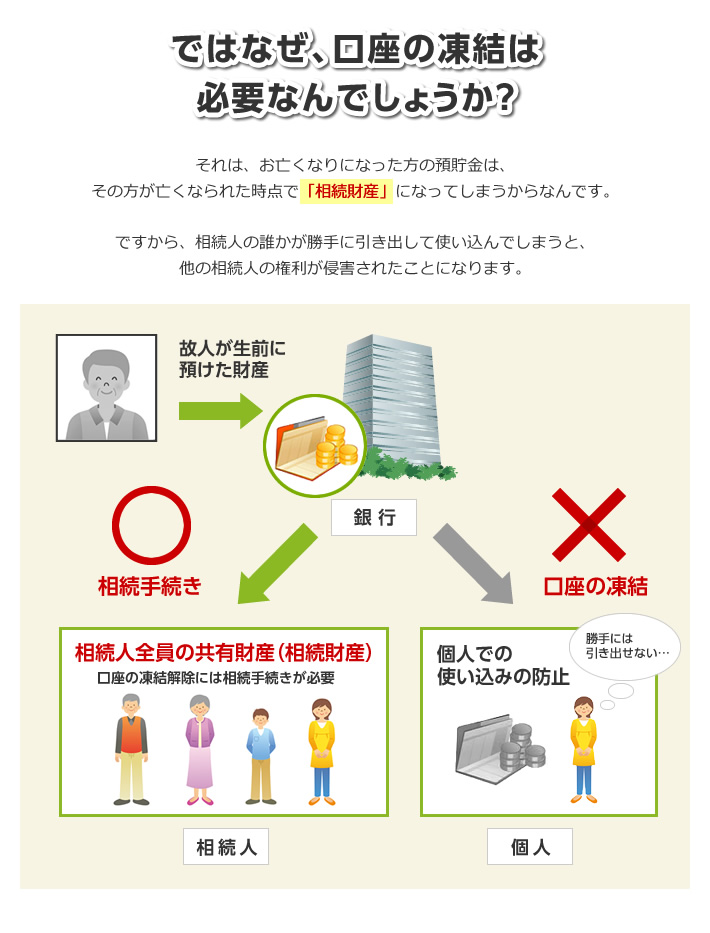 ではなぜ、口座の凍結は
必要なんでしょうか?
それは、お亡くなりになった方の預貯金は、
その方が亡くなられた時点で「相続財産」になってしまうからなんです。
ですから、相続人の誰かが勝手に引き出して使い込んでしまうと、
他の相続人の権利が侵害されたことになります。
故人が生前に
預けた財産
銀行
相続手続き
口座の凍結
相続人全員の共有財産(相続財産)
口座の凍結解除には相続手続きが必要
個人での
使い込みの防止
勝手には
引き出せない…
相続人
個人